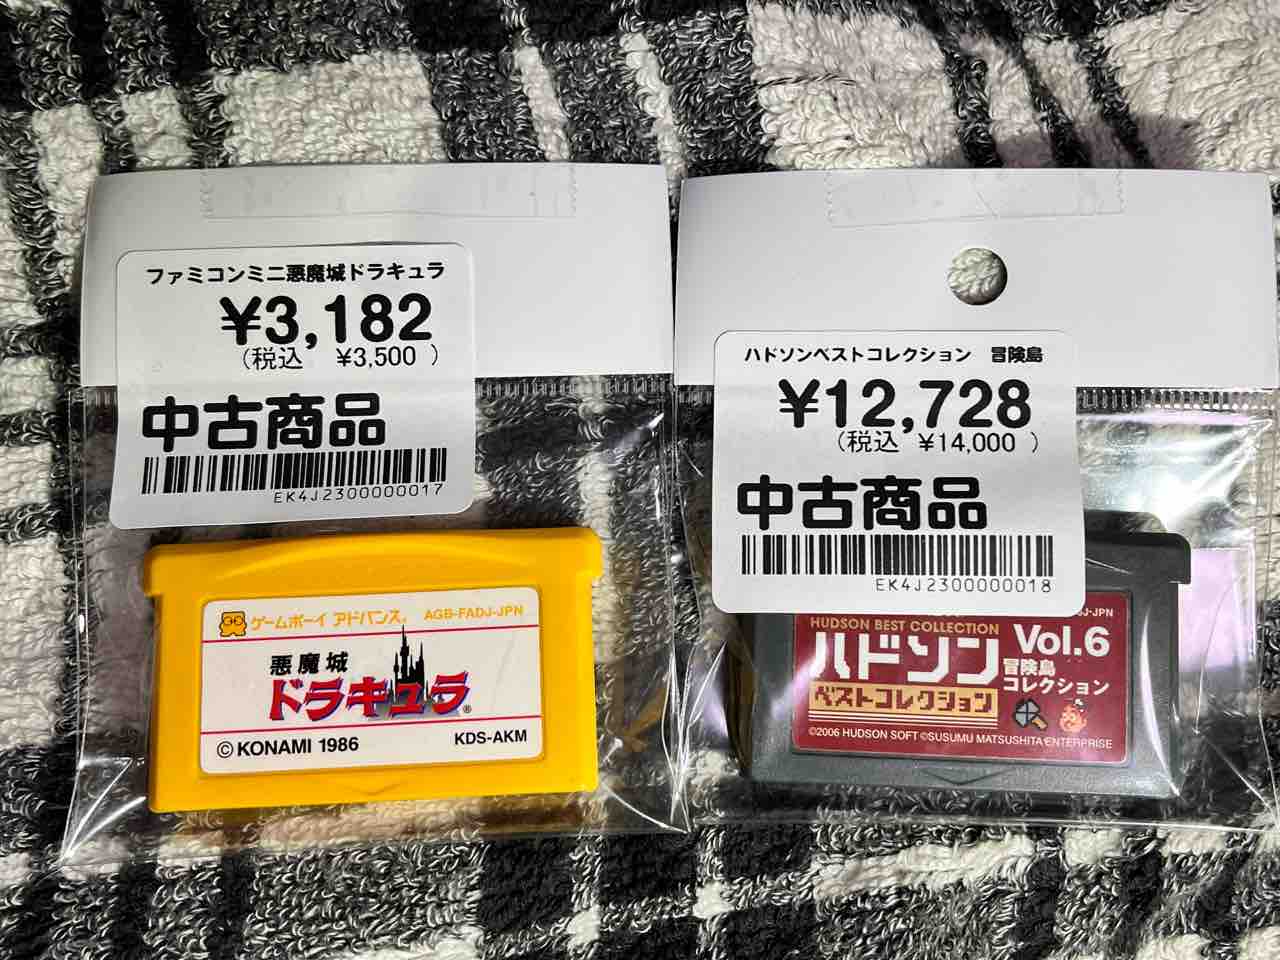 ファミコンミニ悪魔城ドラキュラ
¥3,182
(税込 ¥3,500 )
中古商品
EK4J2300000017
ゲームボーイ アドバンス® AGB-FADJ-JPN
悪魔城
ドラキュラ®
©KONAMI 1986 KDS-AKM
ハドソンベストコレクション 冒険島
¥12,728
(税込 ¥14,000 )
中古商品
EK4J2300000018
J-JPN
HUDSON BEST COLLECTION
ハドソン Vol.6
冒険島
コレクション
ベストコレクション
©2006 HUDSON SOFT ©SUSUMU MATSUSHITA ENTERPRISE